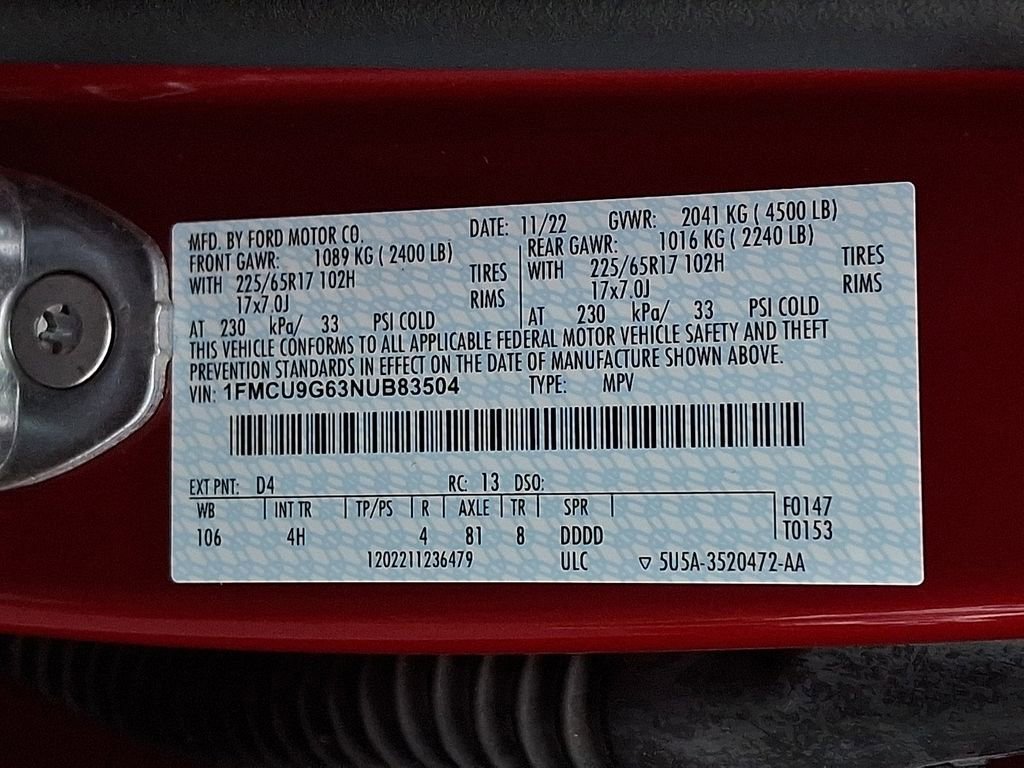 MFD. BY FORD MOTOR CO. DATE: 11/22 GVWR: 2041 KG ( 4500 LB)
FRONT GAWR: 1089 KG ( 2400 LB) REAR GAWR: 1016 KG ( 2240 LB)
WITH 225/65R17 102H TIRES WITH 225/65R17 102H TIRES
17x7.0J RIMS 17x7.0J RIMS
AT 230 kPa/ 33 PSI COLD AT 230 kPa/ 33 PSI COLD
THIS VEHICLE CONFORMS TO ALL APPLICABLE FEDERAL MOTOR VEHICLE SAFETY AND THEFT
PREVENTION STANDARDS IN EFFECT ON THE DATE OF MANUFACTURE SHOWN ABOVE.
VIN: 1FMCU9G63NUB83504 TYPE: MPV
EXT PNT: D4 RC: 13 DSO:
WB INT TR TP/PS R AXLE TR SPR F0147
106 4H 4 81 8 DDDD T0153
1202211236479 ULC ▽ 5U5A-3520472-AA